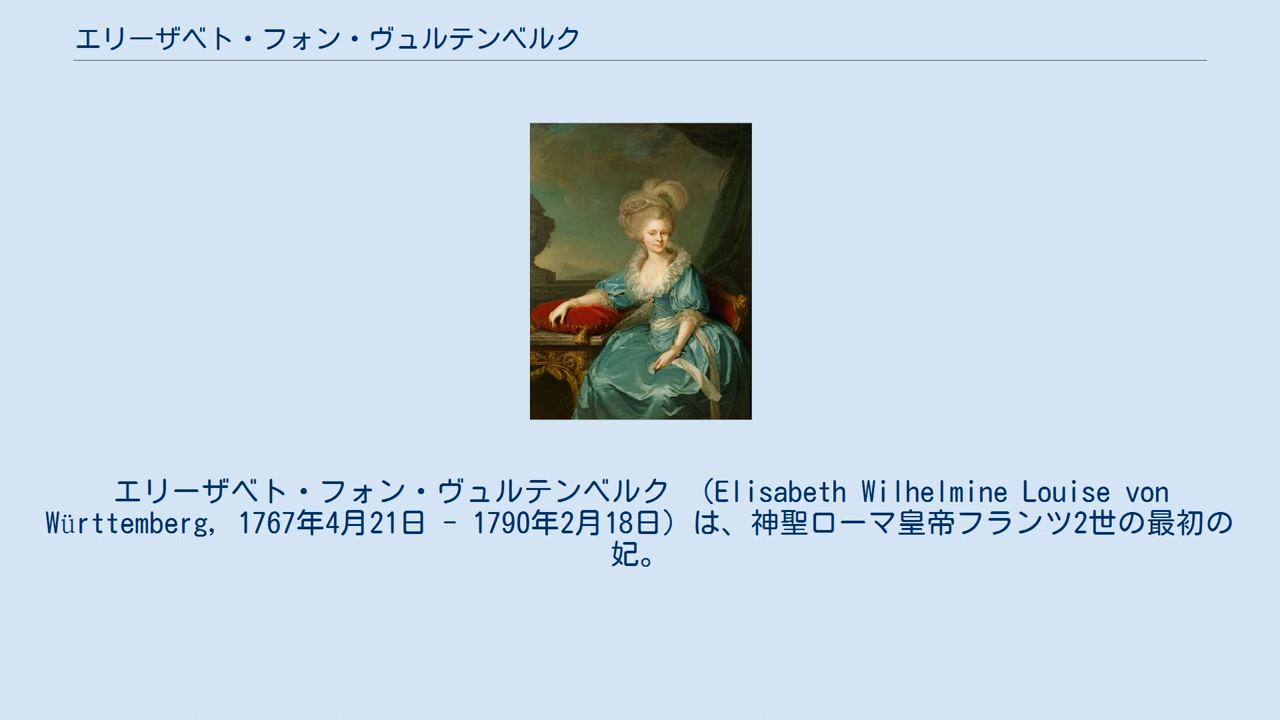 エリーザベト・フォン・ヴュルテンベルク
エリーザベト・フォン・ヴュルテンベルク （Elisabeth Wilhelmine Louise von
Württemberg, 1767年4月21日 - 1790年2月18日）は、神聖ローマ皇帝フランツ2世の最初の
妃。